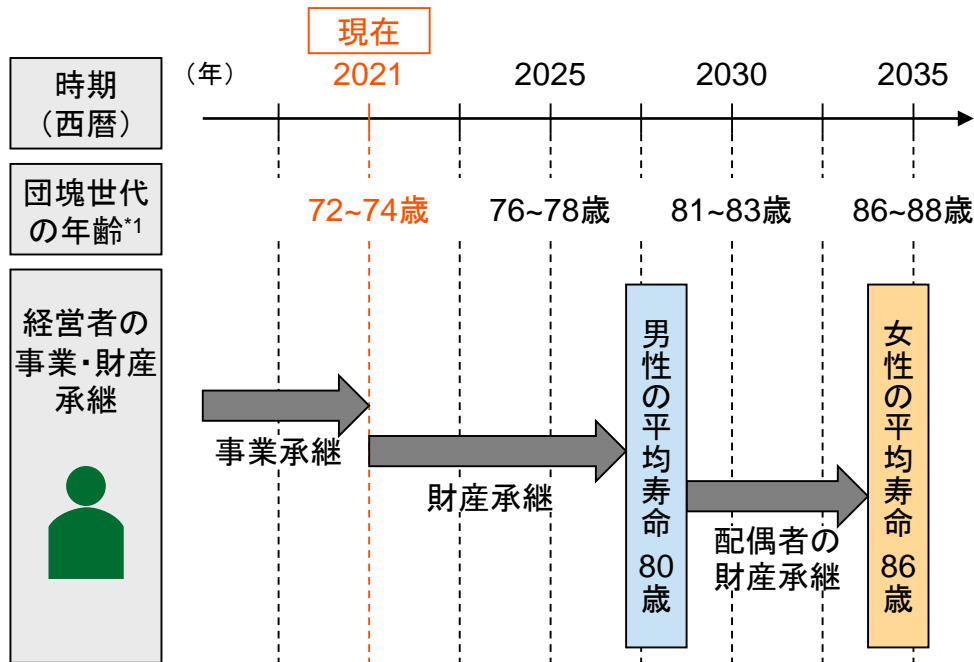 現在
時期
（西暦）
（年）
2021
2025
2030
2035
団塊世代
の年齢*1
72~74歳
76~78歳
81~83歳
86~88歳
経営者の
事業・財産
承継
事業承継
財産承継
男性の平均寿命
80
歳
配偶者の
財産承継
女性の平均寿命
86
歳